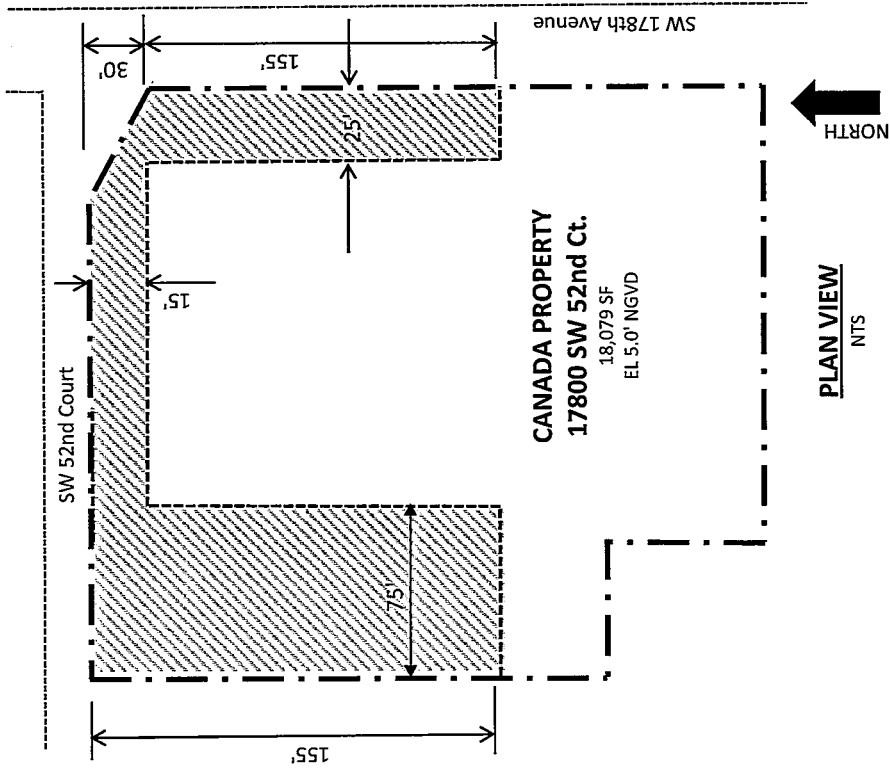 SW 178th Avenue
30'
155'
25'
SW 52nd Court
15'
NORTH
CANADA PROPERTY
17800 SW 52nd Ct.
18,079 SF
EL 5.0' NGVD
75'
155'
PLAN VIEW
NTS